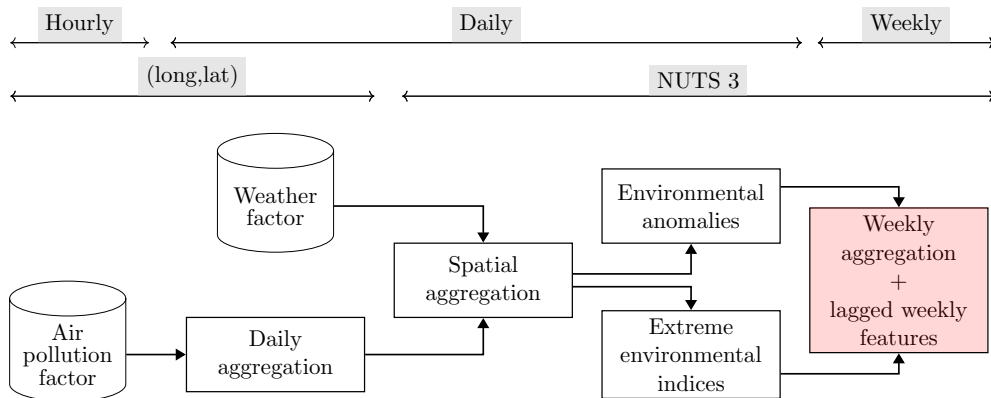 Hourly
Daily
Weekly
(long,lat)
NUTS 3
Weather
factor
Environmental
anomalies
Weekly
aggregation
+
lagged weekly
features
Spatial
aggregation
Air
pollution
factor
Daily
aggregation
Extreme
environmental
indices